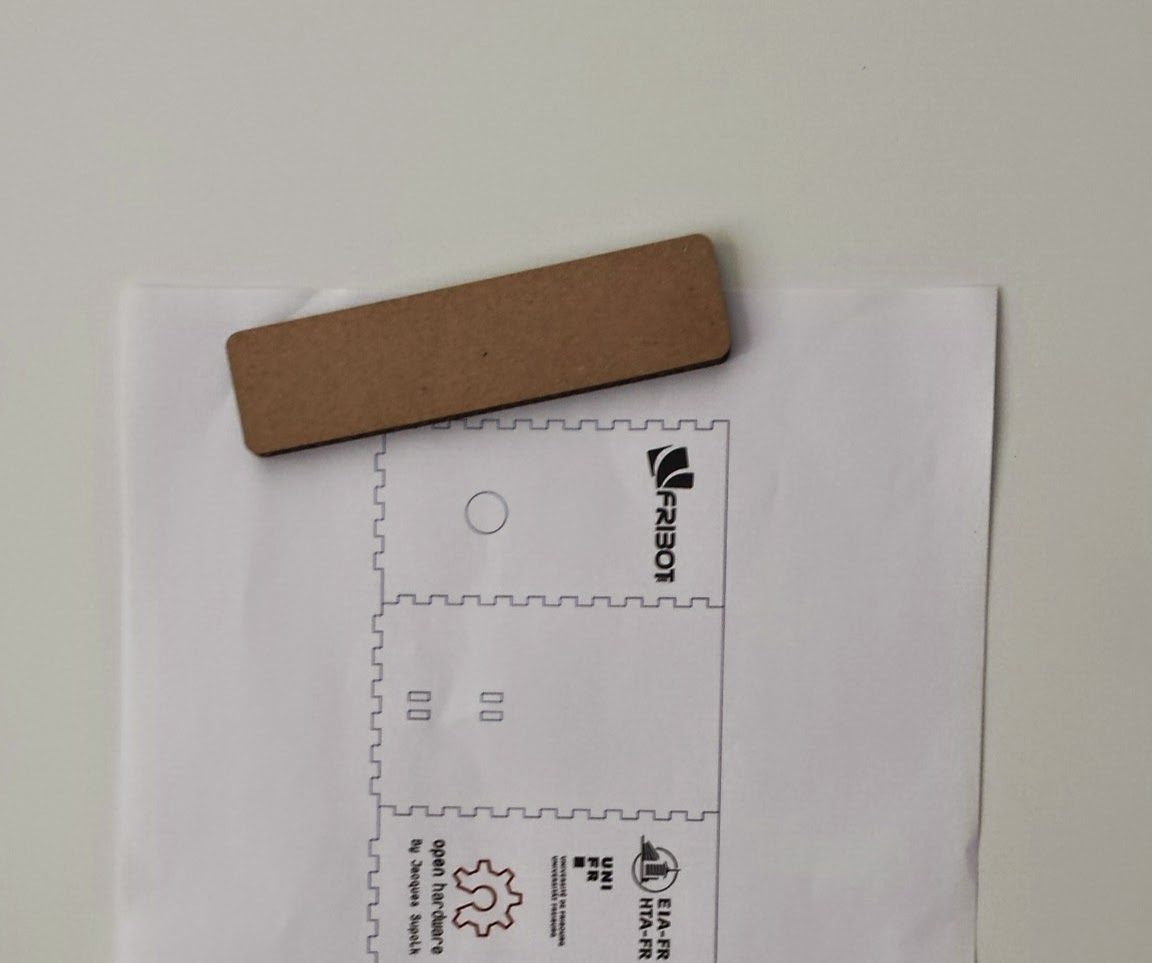 FRIBOT
EIA-FR
HTA-FR
UNI
FR
UNIVERSITÉ DE FRIBOURG
UNIVERSITÄT FREIBURG
open hardware
By Jacques Supcik